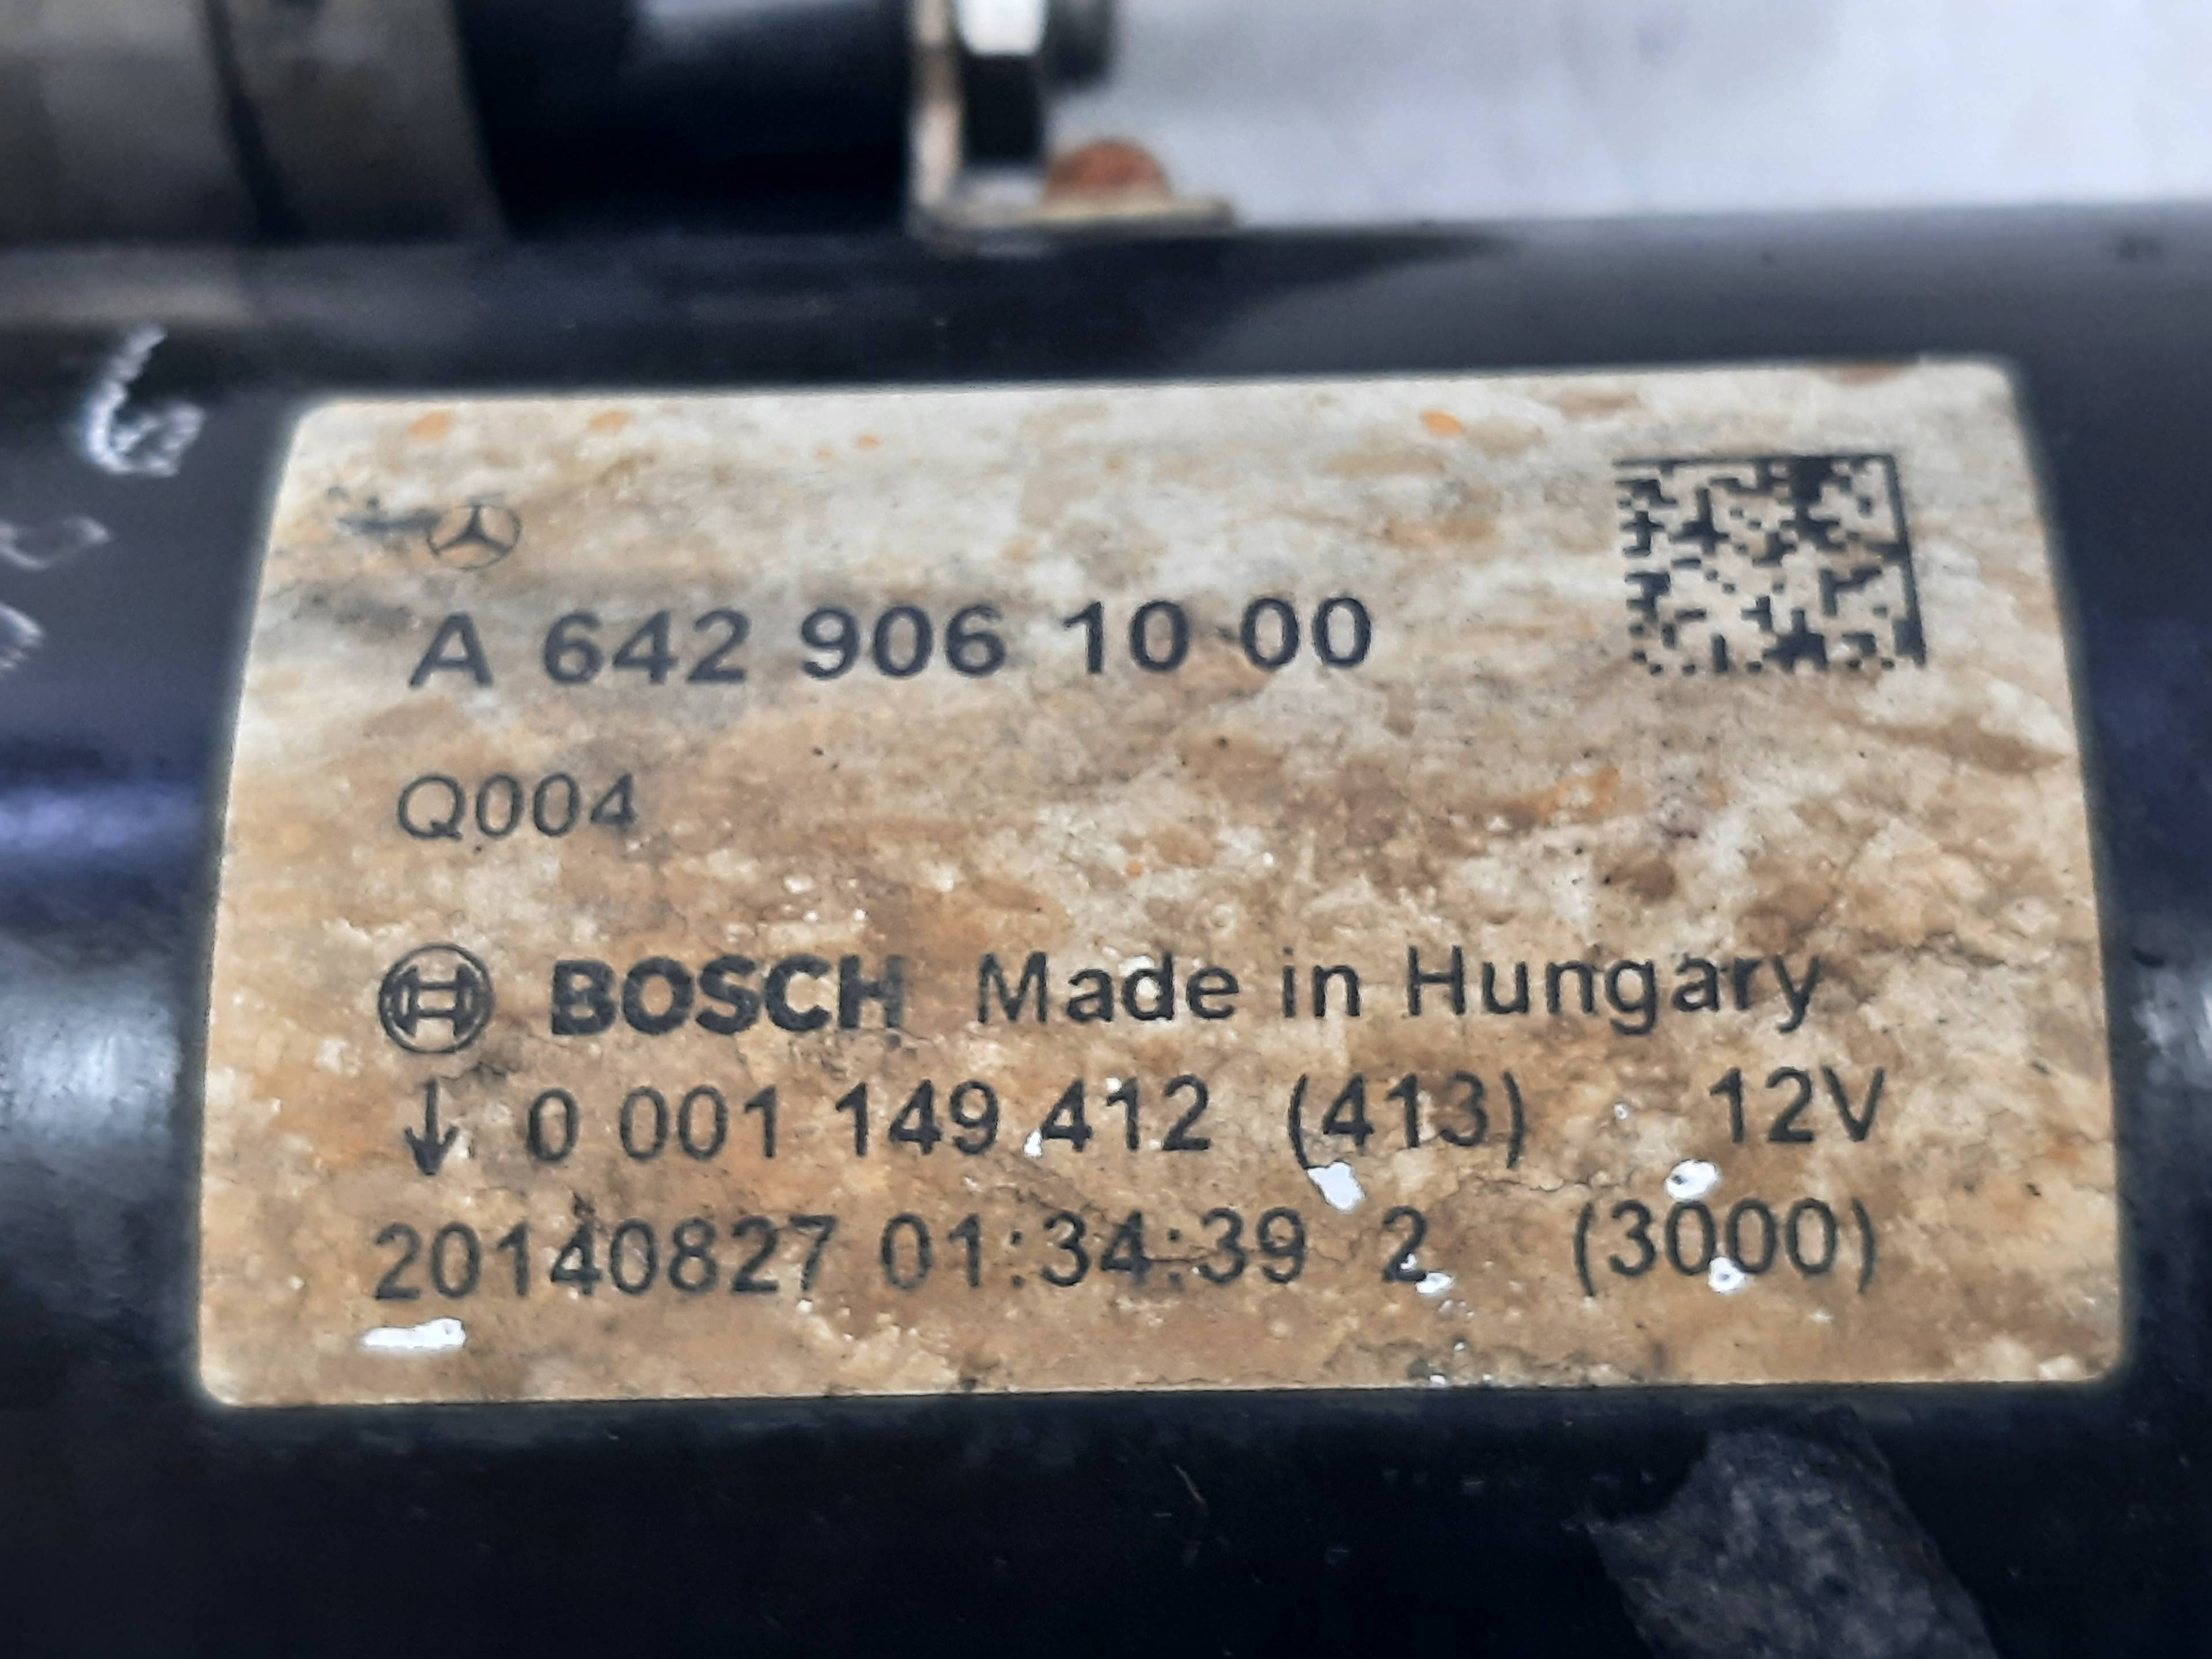 A 642 906 10 00
Q004
BOSCH Made in Hungary
↓ 0 001 149 412 (413) 12V
20140827 01:34:39 2 (3000)